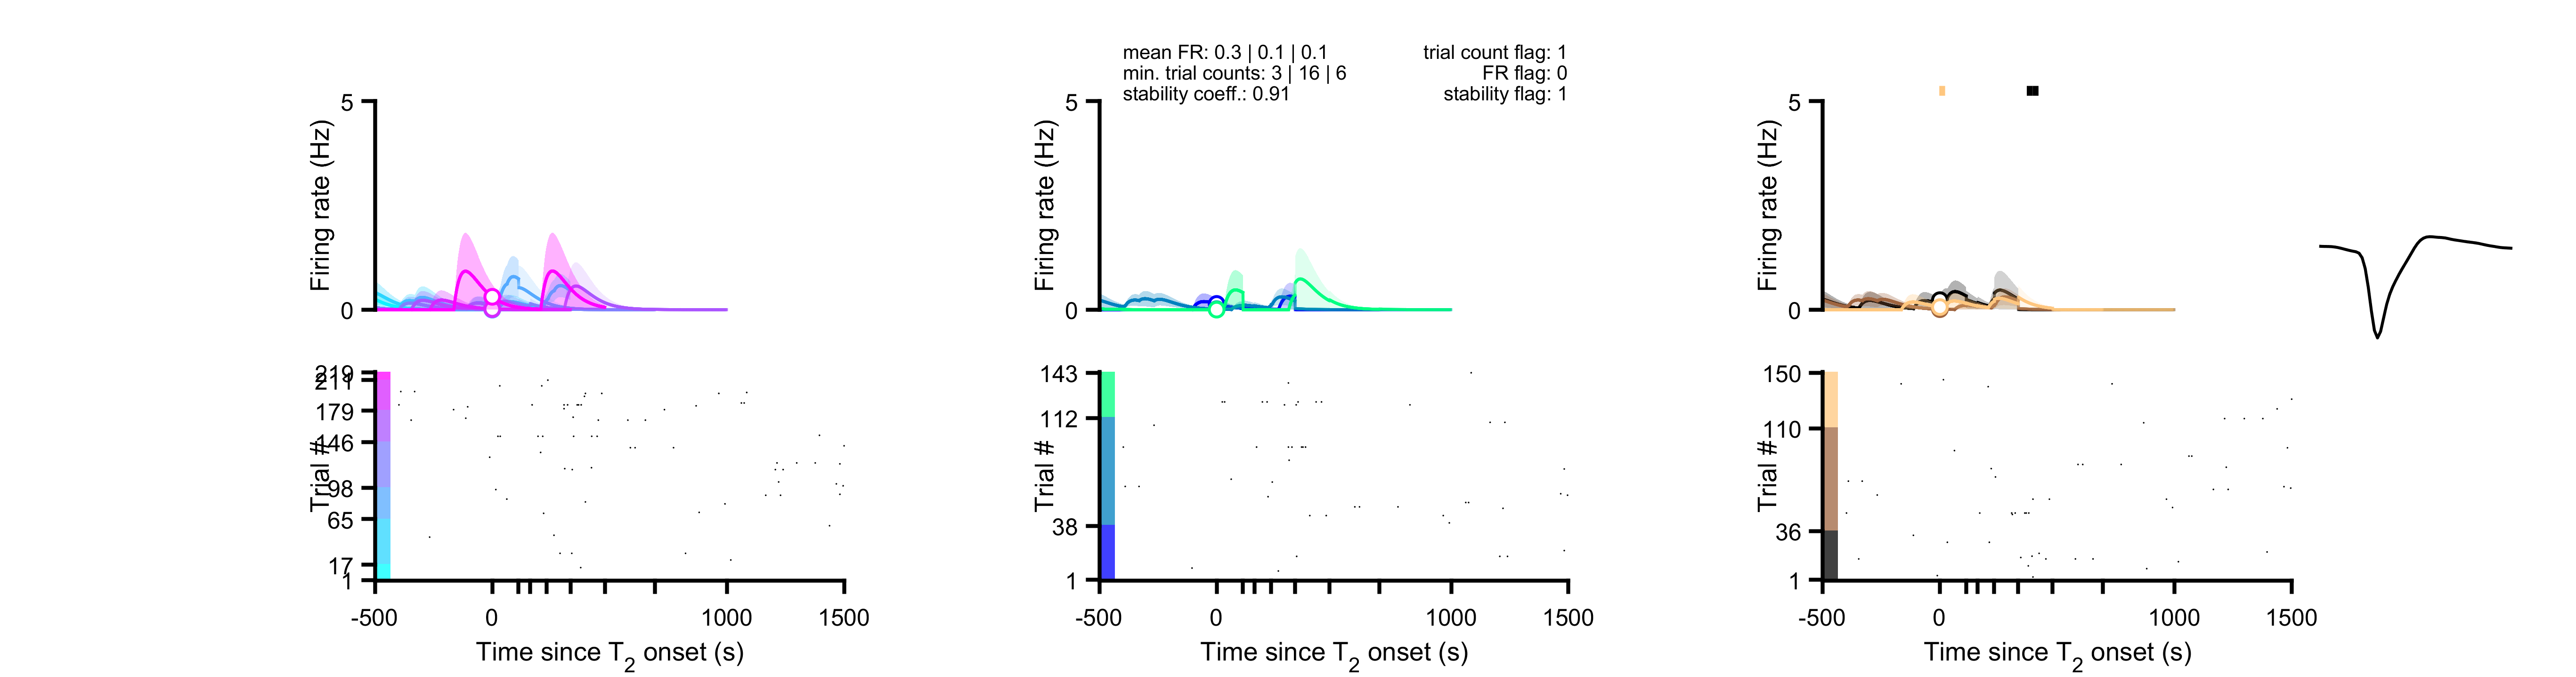 mean FR: 0.3 | 0.1 | 0.1
min. trial counts: 3 | 16 | 6
stability coeff.: 0.91
trial count flag: 1
FR flag: 0
stability flag: 1
5
0
Firing rate (Hz)
5
0
Firing rate (Hz)
5
0
Firing rate (Hz)
219
211
179
146
98
65
17
1
Trial #
-500
0
1000
1500
Time since T2 onset (s)
143
112
38
1
Trial #
-500
0
1000
1500
Time since T2 onset (s)
150
110
36
1
Trial #
-500
0
1000
1500
Time since T2 onset (s)